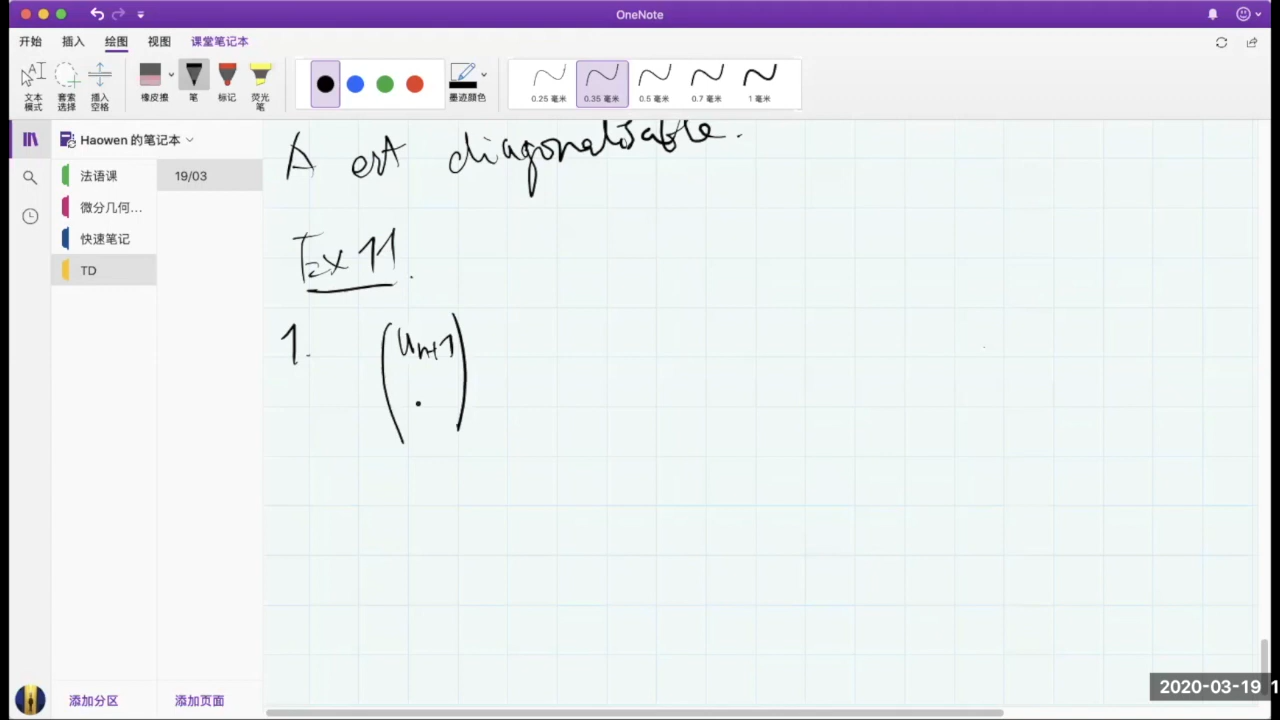 OneNote
开始 插入 绘图 视图 课堂笔记本
文本模式 套索选择 插入空格 橡皮擦 笔 标记 荧光笔 墨迹颜色 0.25 毫米 0.35 毫米 0.5 毫米 0.7 毫米 1 毫米
Haowen 的笔记本
法语课 19/03
微分几何...
快速笔记
TD
A est diagonalisable.
Ex 11.
1. (un+1
.)
添加分区 添加页面
2020-03-19 1